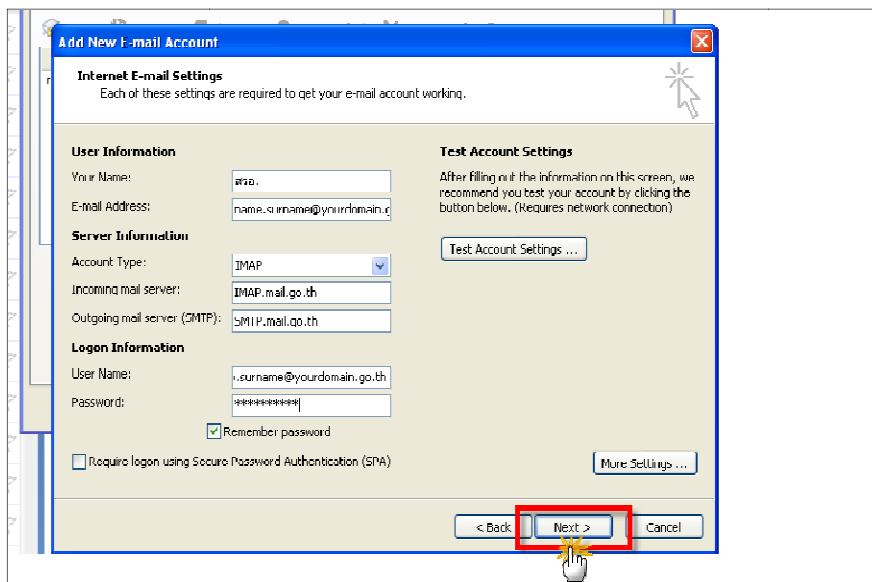 Add New E-mail Account
Internet E-mail Settings
Each of these settings are required to get your e-mail account working.
User Information
Your Name: สรอ.
E-mail Address: name.surname@yourdomain.g
Server Information
Account Type: IMAP
Incoming mail server: IMAP.mail.go.th
Outgoing mail server (SMTP): SMTP.mail.go.th
Logon Information
User Name: .surname@yourdomain.go.th
Password: **********
Remember password
Require logon using Secure Password Authentication (SPA)
Test Account Settings
After filling out the information on this screen, we
recommend you test your account by clicking the
button below. (Requires network connection)
Test Account Settings ...
More Settings ...
< Back
Next >
Cancel